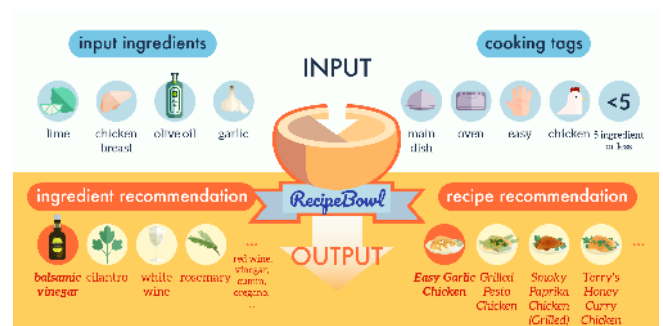 input ingredients
INPUT
cooking tags
lime
chicken
breast
olive oil
garlic
main
dish
oven
easy
chicken
<5
5 ingredient
or less
ingredient recommendation
RecipeBowl
recipe recommendation
OUTPUT
balsamic
vinegar
cilantro
white
wine
rosemary
...
red wine,
vinegar,
cumin,
oregano,
..
Easy Garlic
Chicken
Grilled
Pesto
Chicken
Smoky
Paprika
Chicken
(Grilled)
Terry's
Honey
Curry
Chicken
...